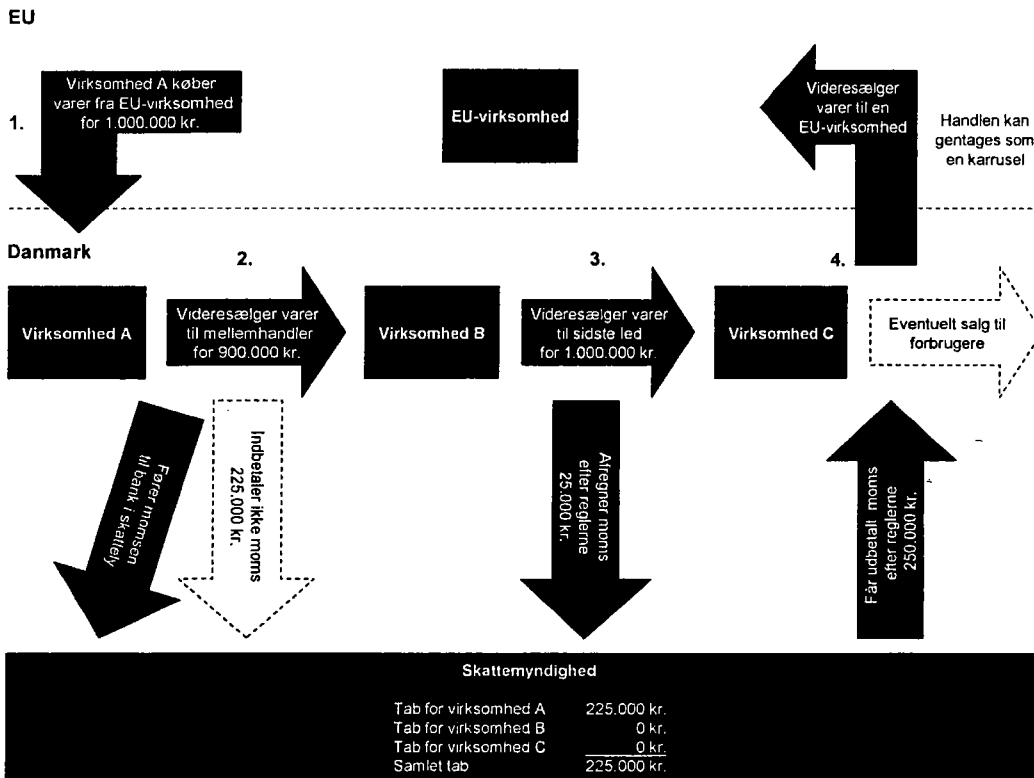 EU
1.
Virksomhed A køber
varer fra EU-virksomhed
for 1.000.000 kr.
EU-virksomhed
Videresælger
varer til en
EU-virksomhed
Handlen kan
gentages som
en karrusel
Danmark
2.
3.
4.
Virksomhed A
Videresælger varer
til mellemhandler
for 900.000 kr.
Virksomhed B
Videresælger varer
til sidste led
for 1.000.000 kr.
Virksomhed C
Eventuelt salg til
forbrugere
Fører momsen
til bank i skattely
Indbetaler ikke moms
225.000 kr.
Afregner moms
efter reglerne
25.000 kr.
Får udbetalt moms
efter reglerne
250.000 kr.
Skattemyndighed
Tab for virksomhed A 225.000 kr.
Tab for virksomhed B 0 kr.
Tab for virksomhed C 0 kr.
Samlet tab 225.000 kr.